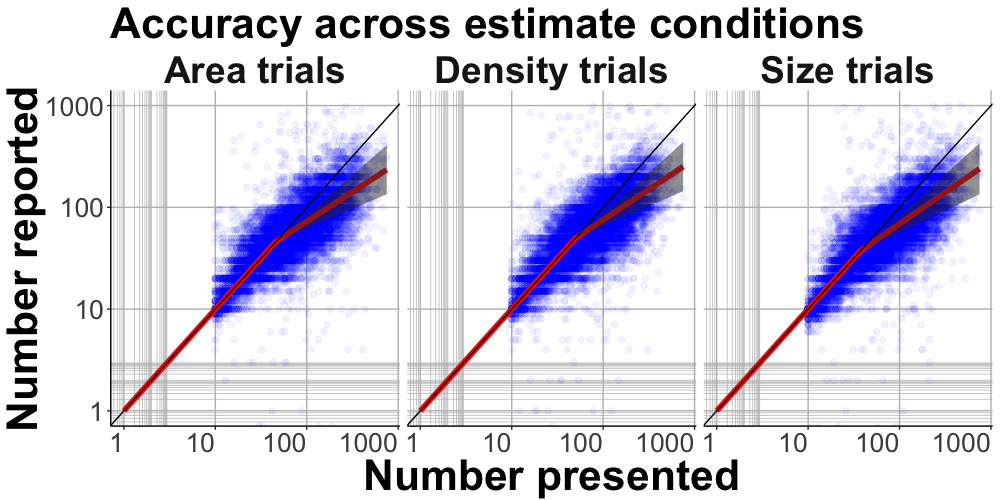 Accuracy across estimate conditions
Area trials Density trials Size trials
Number reported
1000
100
10
1
1 10 100 1000 1 10 100 1000 1 10 100 1000
Number presented